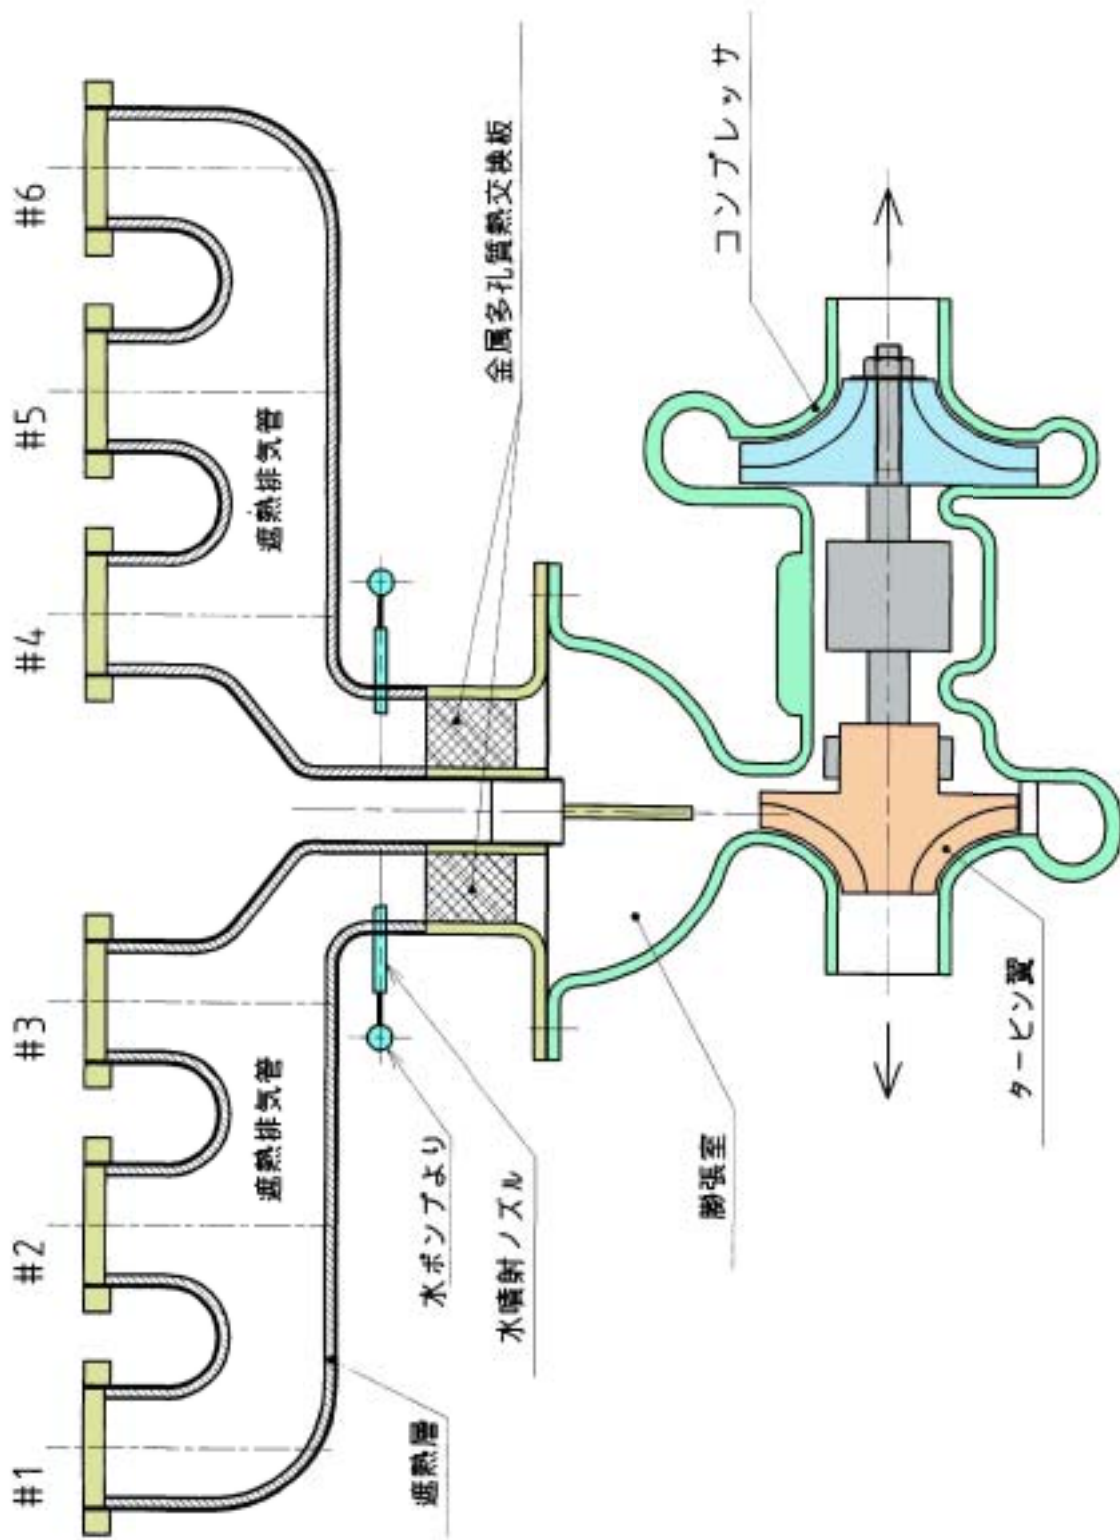 #1
#2
#3
#4
#5
#6
遮熱排気管
遮熱排気管
遮熱層
水ポンプより
水噴射ノズル
金属多孔質熱交換板
膨張室
コンプレッサ
タービン翼